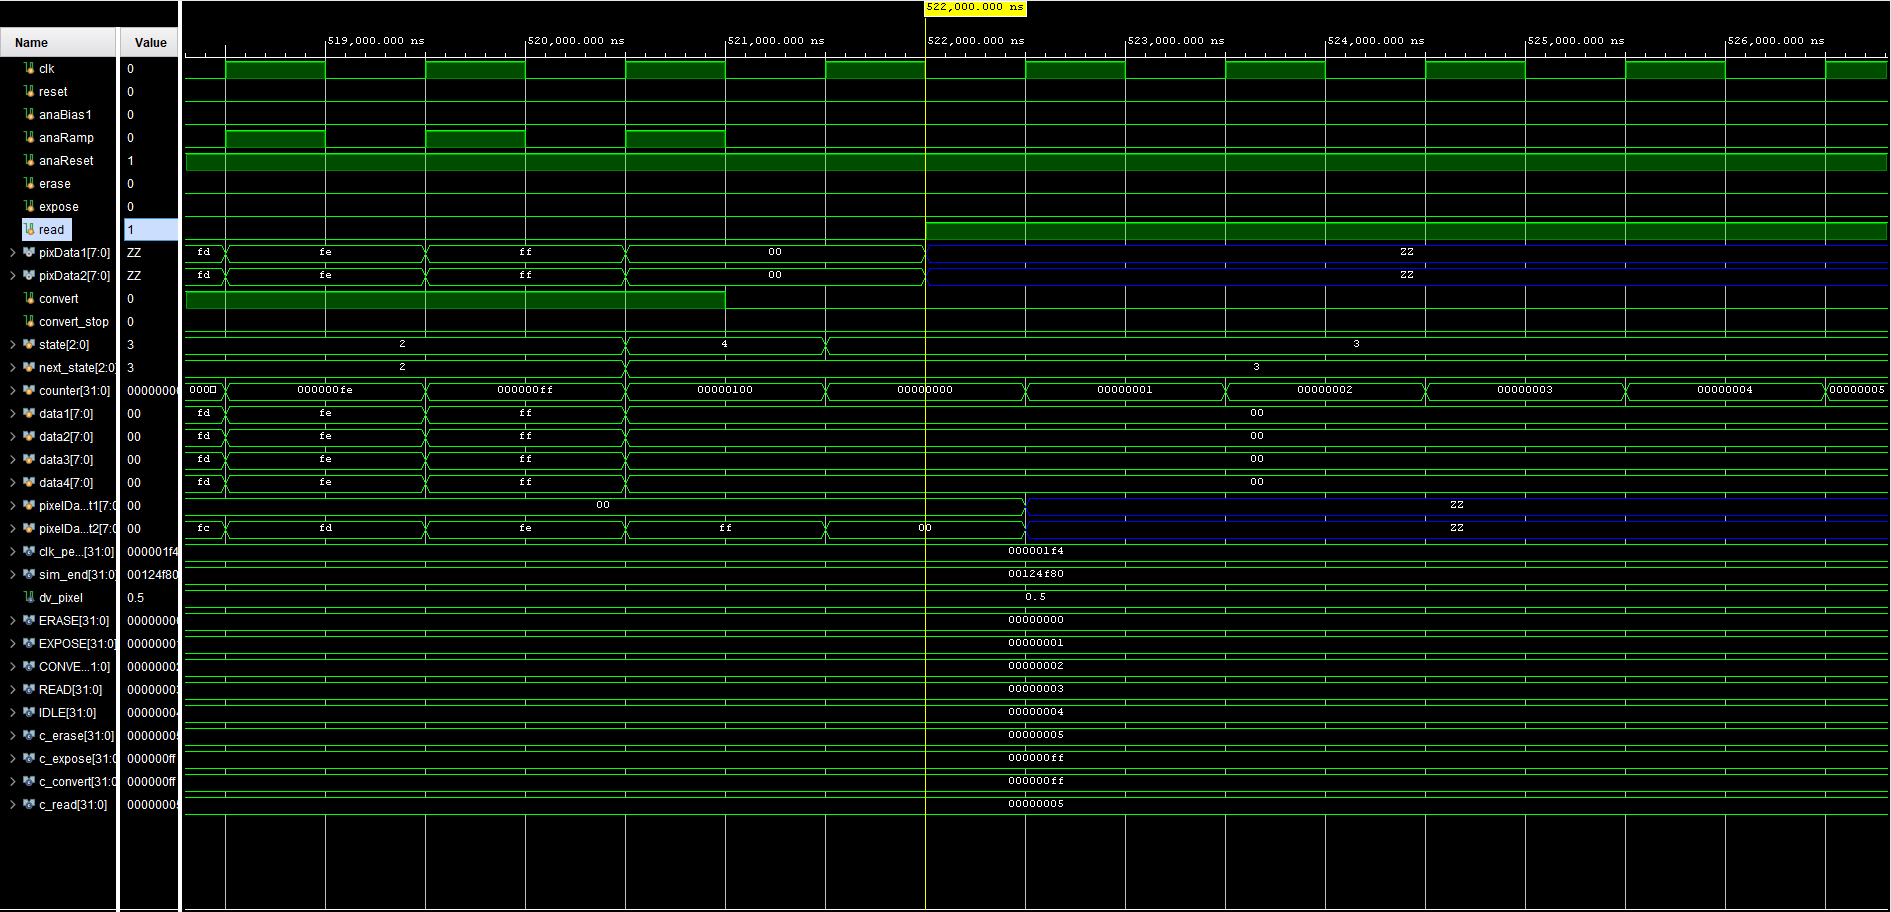 522,000.000 ns
Name Value
519,000.000 ns 520,000.000 ns 521,000.000 ns 522,000.000 ns 523,000.000 ns 524,000.000 ns 525,000.000 ns 526,000.000 ns
clk 0
reset 0
anaBias1 0
anaRamp 0
anaReset 1
erase 0
expose 0
read 1
pixData1[7:0] ZZ fd fe ff 00 ZZ
pixData2[7:0] ZZ fd fe ff 00 ZZ
convert 0
convert_stop 0
state[2:0] 3 2 4 3
next_state[2:0] 3 2 3
counter[31:0] 00000000 000 000000fe 000000ff 00000100 00000000 00000001 00000002 00000003 00000004 00000005
data1[7:0] 00 fd fe ff 00
data2[7:0] 00 fd fe ff 00
data3[7:0] 00 fd fe ff 00
data4[7:0] 00 fd fe ff 00
pixelDa...t1[7:0 00 00 ZZ
pixelDa...t2[7:0 00 fc fd fe ff 00 ZZ
clk_pe...[31:0] 000001f4 000001f4
sim_end[31:0] 00124f80 00124f80
dv_pixel 0.5 0.5
ERASE[31:0] 00000000 00000000
EXPOSE[31:0] 00000001 00000001
CONVE...1:0] 00000002 00000002
READ[31:0] 00000003 00000003
IDLE[31:0] 00000004 00000004
c_erase[31:0] 00000005 00000005
c_expose[31:0 000000ff 000000ff
c_convert[31:0 000000ff 000000ff
c_read[31:0] 00000005 00000005